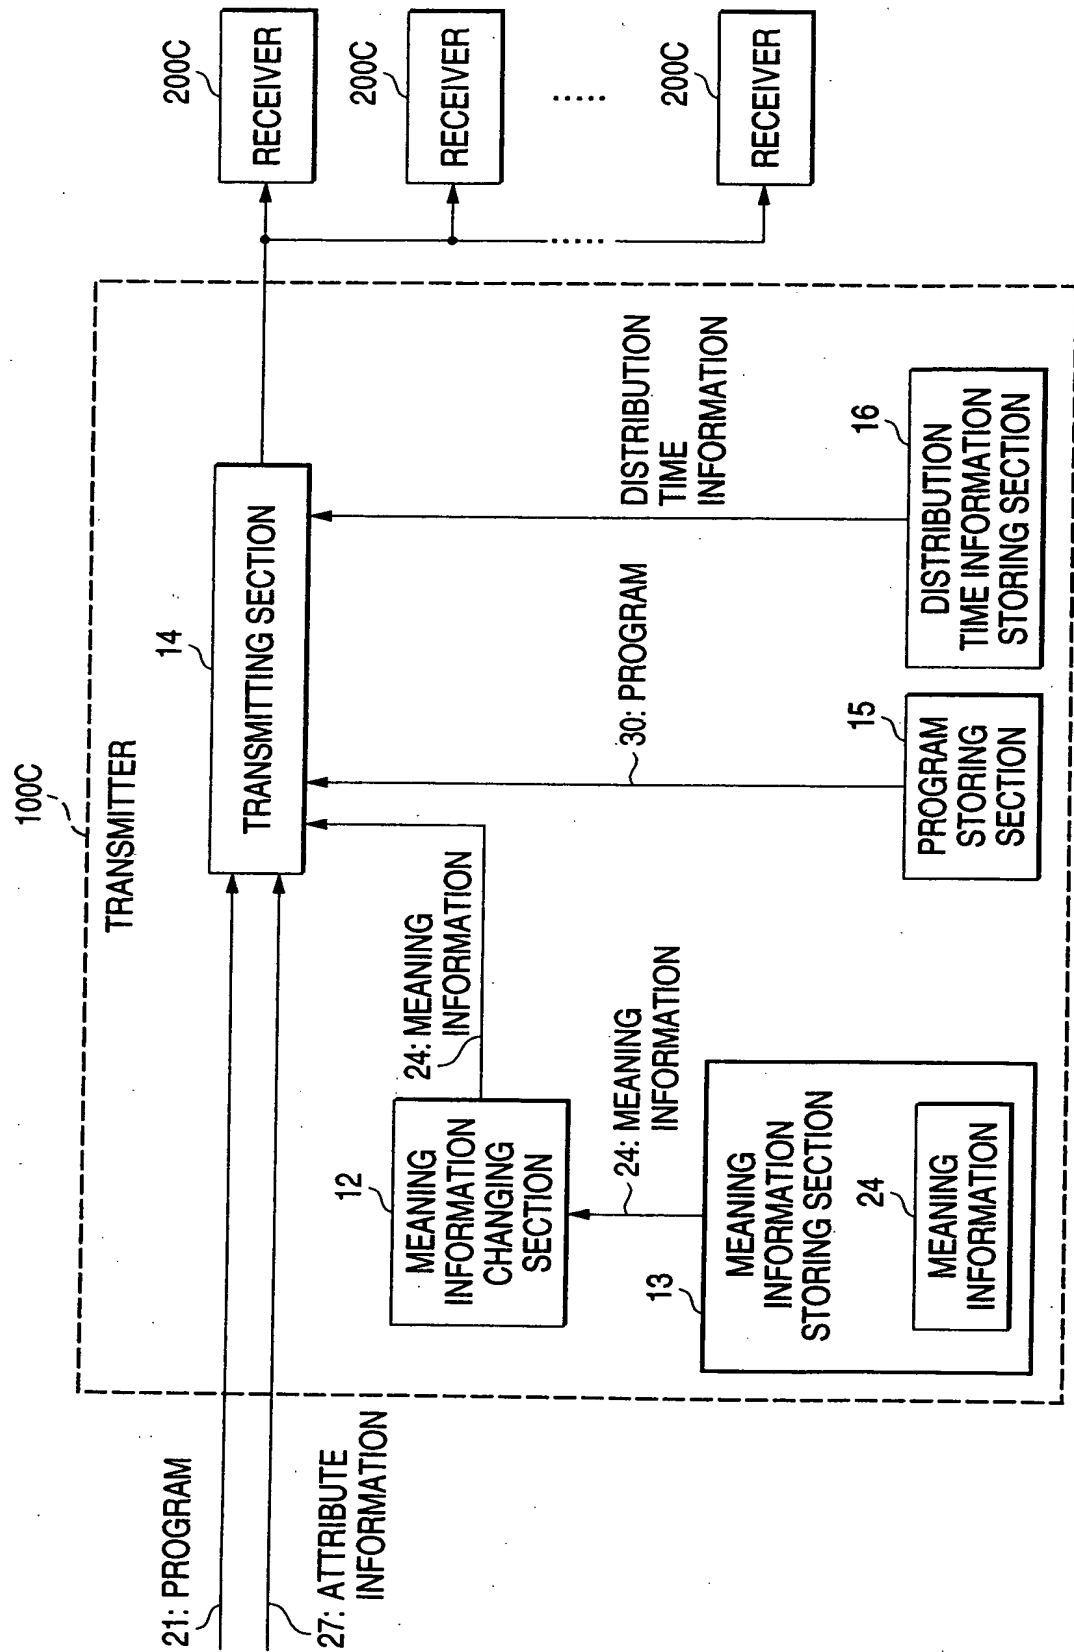 21: PROGRAM
27: ATTRIBUTE
INFORMATION
100C
TRANSMITTER
14
TRANSMITTING SECTION
24: MEANING
INFORMATION
12
MEANING
INFORMATION
CHANGING
SECTION
24: MEANING
INFORMATION
13
MEANING
INFORMATION
STORING SECTION
24
MEANING
INFORMATION
30: PROGRAM
15
PROGRAM
STORING
SECTION
DISTRIBUTION
TIME
INFORMATION
16
DISTRIBUTION
TIME INFORMATION
STORING SECTION
200C
RECEIVER
200C
RECEIVER
200C
RECEIVER